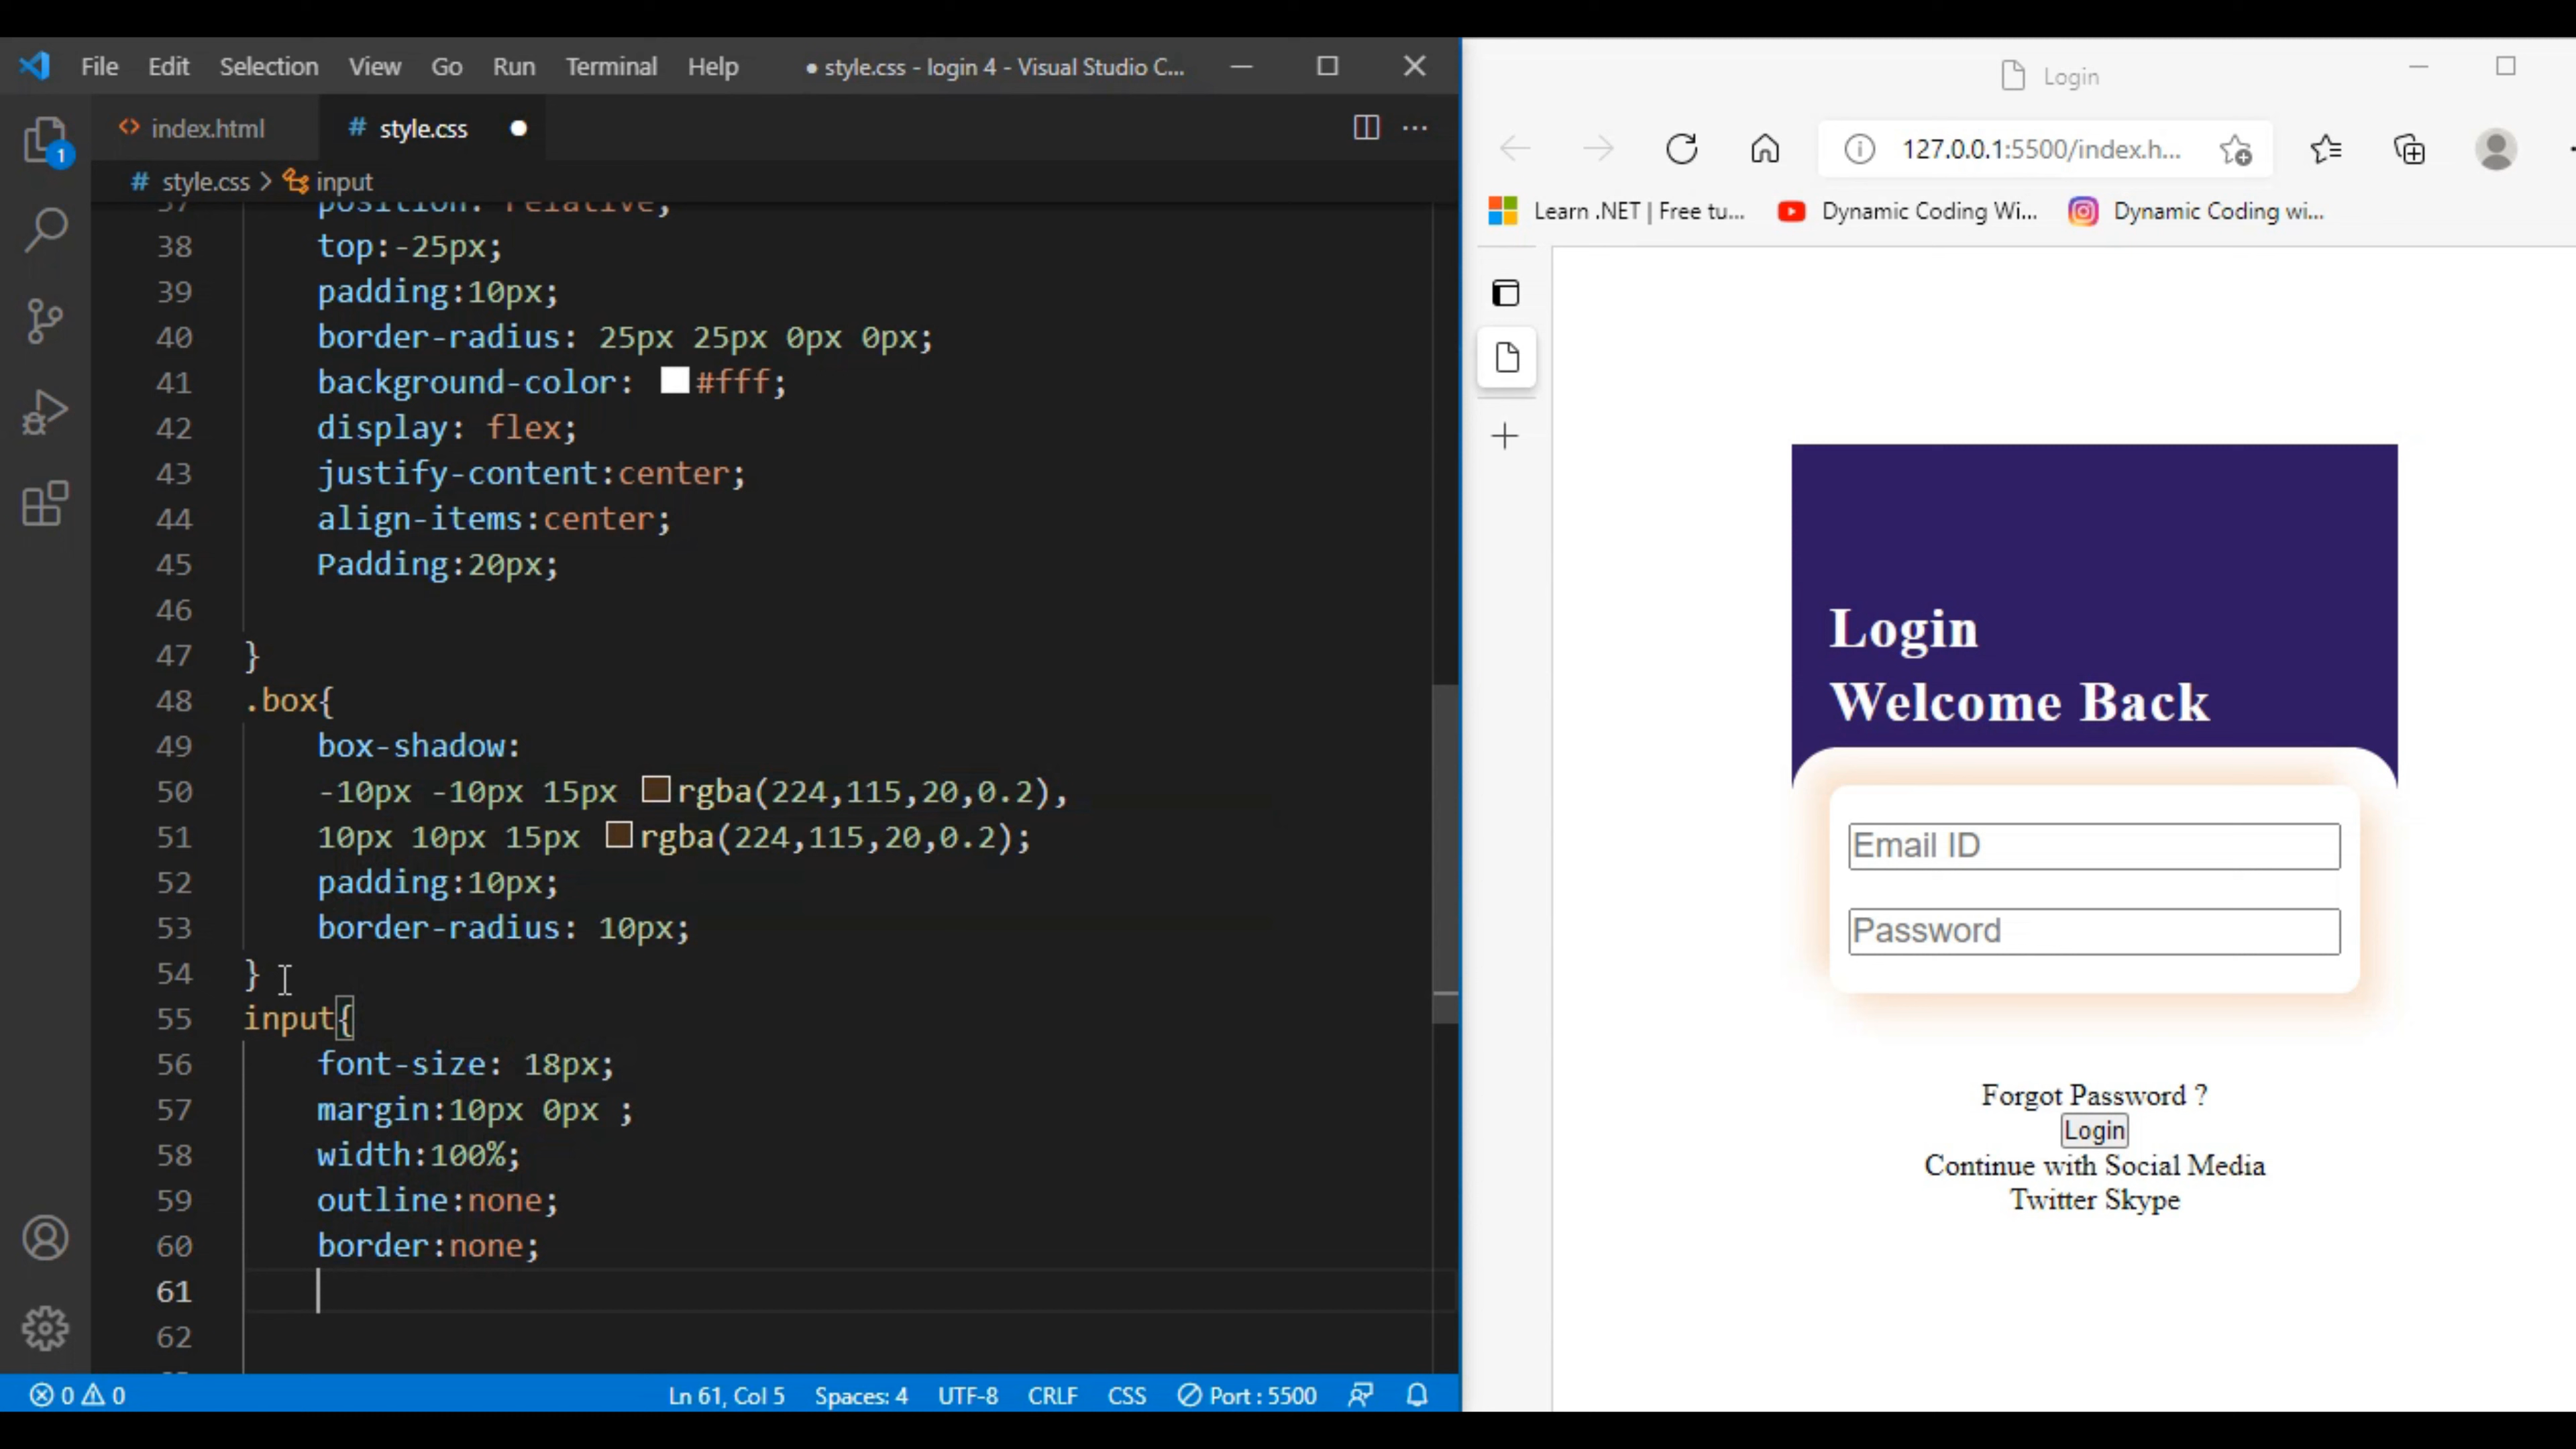 File Edit Selection View Go Run Terminal Help ● style.css - login 4 - Visual Studio C...
index.html # style.css
# style.css > input
37 position: relative;
38 top:-25px;
39 padding:10px;
40 border-radius: 25px 25px 0px 0px;
41 background-color: #fff;
42 display: flex;
43 justify-content:center;
44 align-items:center;
45 Padding:20px;
46
47 }
48 .box{
49 box-shadow:
50 -10px -10px 15px rgba(224,115,20,0.2),
51 10px 10px 15px rgba(224,115,20,0.2);
52 padding:10px;
53 border-radius: 10px;
54 }
55 input{
56 font-size: 18px;
57 margin:10px 0px ;
58 width:100%;
59 outline:none;
60 border:none;
61
62
1
0 0 Ln 61, Col 5 Spaces: 4 UTF-8 CRLF CSS Port : 5500
Login
127.0.0.1:5500/index.h...
Learn .NET | Free tu... Dynamic Coding Wi... Dynamic Coding wi...
Login
Welcome Back
Email ID
Password
Forgot Password ?
Login
Continue with Social Media
Twitter Skype